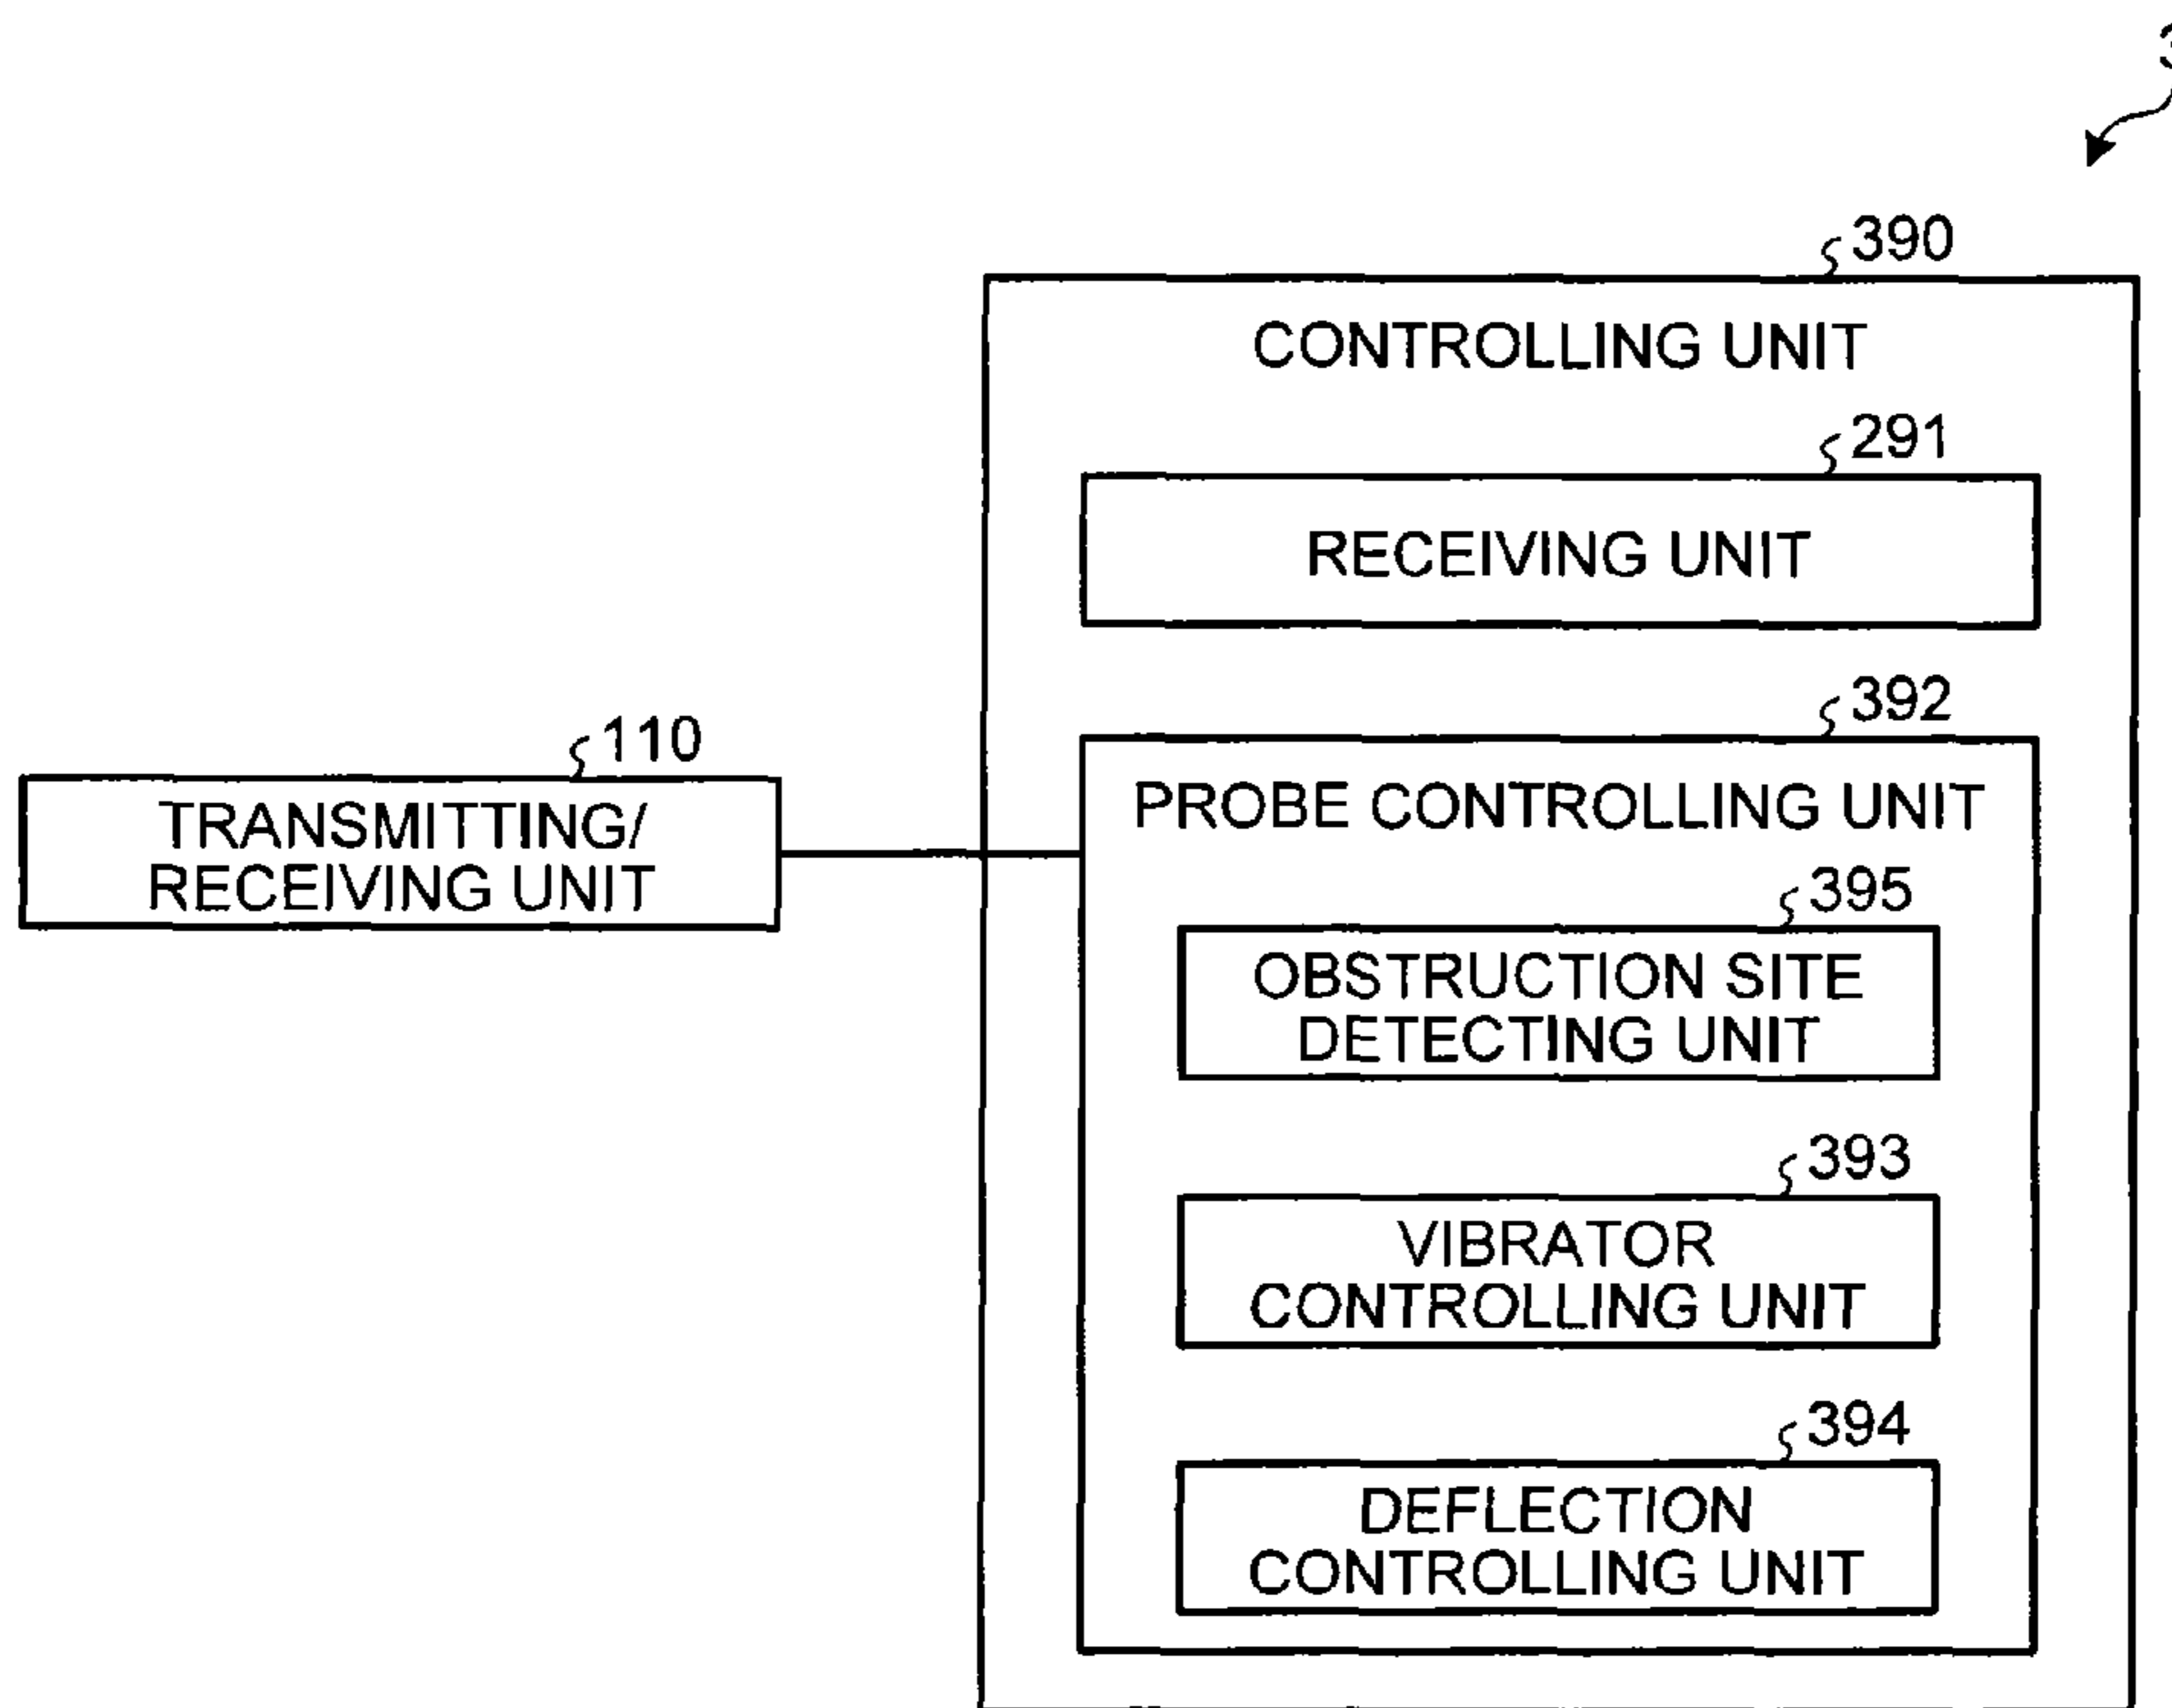 390
CONTROLLING UNIT
291
RECEIVING UNIT
392
110
PROBE CONTROLLING UNIT
TRANSMITTING/
RECEIVING UNIT
395
OBSTRUCTION SITE
DETECTING UNIT
393
VIBRATOR
CONTROLLING UNIT
394
DEFLECTION
CONTROLLING UNIT